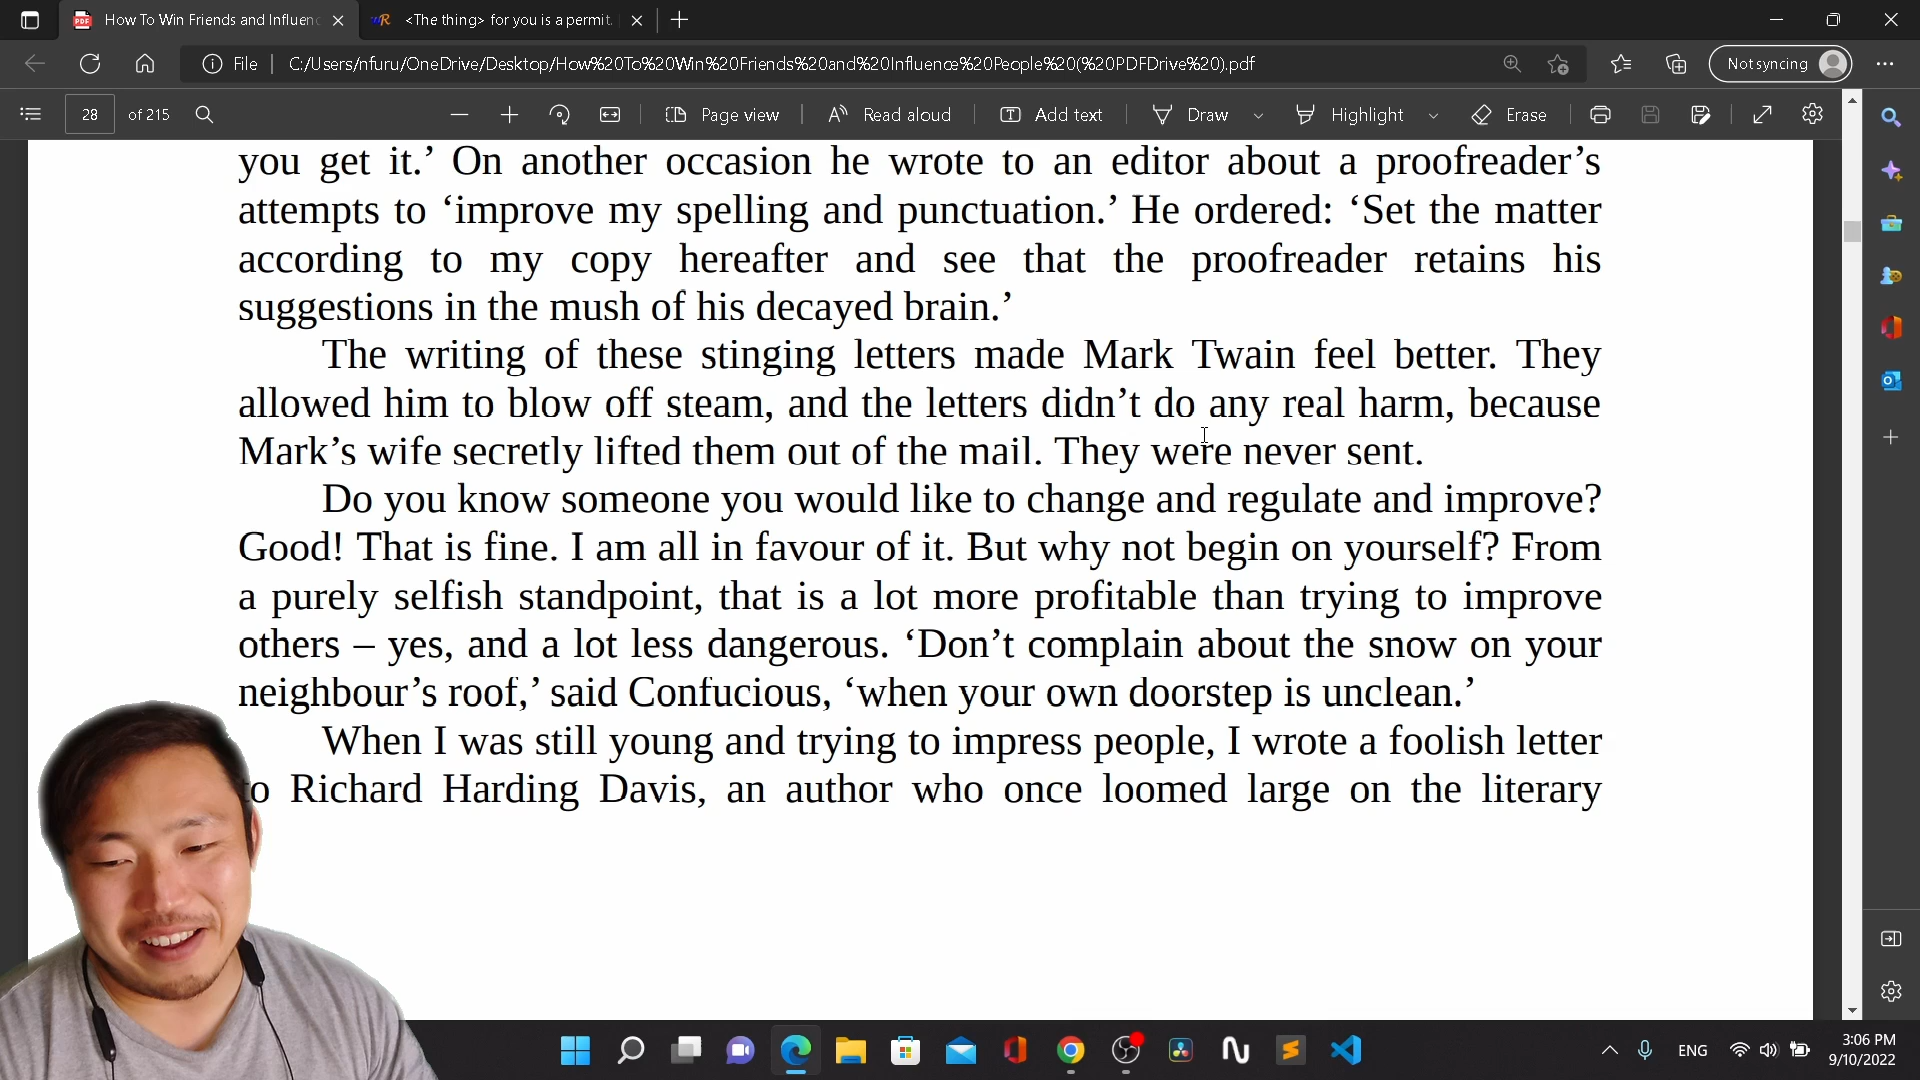 How To Win Friends and Influenc
<The thing> for you is a permit.
File
C:/Users/nfuru/OneDrive/Desktop/How%20To%20Win%20Friends%20and%20Influence%20People%20(%20PDFDrive%20).pdf
Not syncing
28 of 215
Page view
Read aloud
Add text
Draw
Highlight
Erase
you get it.’ On another occasion he wrote to an editor about a proofreader’s
attempts to ‘improve my spelling and punctuation.’ He ordered: ‘Set the matter
according to my copy hereafter and see that the proofreader retains his
suggestions in the mush of his decayed brain.’
The writing of these stinging letters made Mark Twain feel better. They
allowed him to blow off steam, and the letters didn’t do any real harm, because
Mark’s wife secretly lifted them out of the mail. They were never sent.
Do you know someone you would like to change and regulate and improve?
Good! That is fine. I am all in favour of it. But why not begin on yourself? From
a purely selfish standpoint, that is a lot more profitable than trying to improve
others – yes, and a lot less dangerous. ‘Don’t complain about the snow on your
neighbour’s roof,’ said Confucious, ‘when your own doorstep is unclean.’
When I was still young and trying to impress people, I wrote a foolish letter
to Richard Harding Davis, an author who once loomed large on the literary
ENG
3:06 PM
9/10/2022